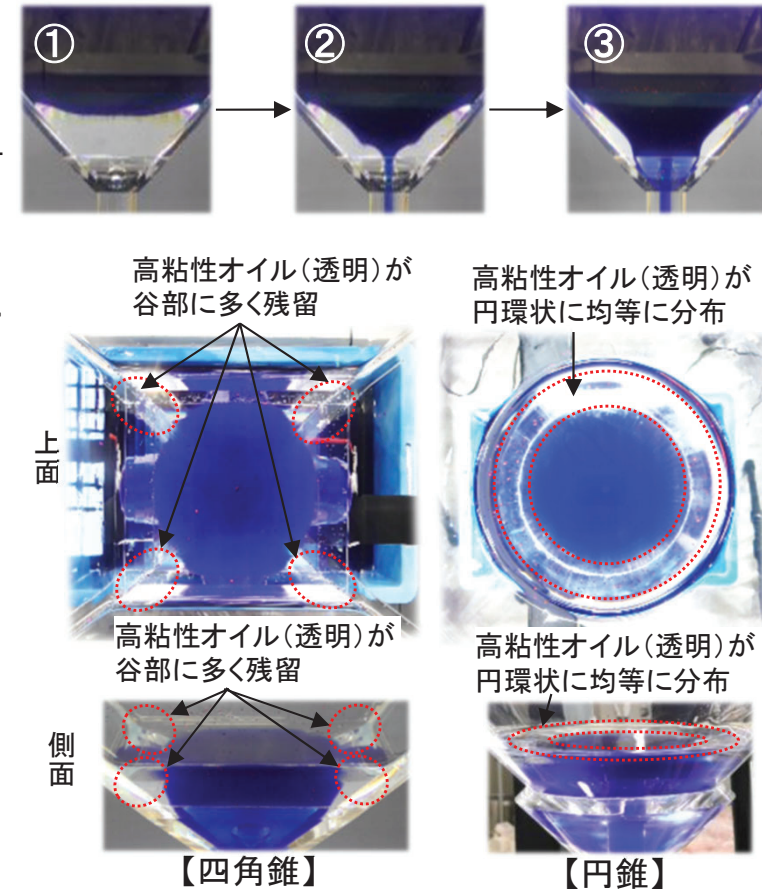 ①
②
③
高粘性オイル(透明)が
谷部に多く残留
高粘性オイル(透明)が
円環状に均等に分布
上面
高粘性オイル(透明)が
谷部に多く残留
高粘性オイル(透明)が
円環状に均等に分布
側面
【四角錐】
【円錐】